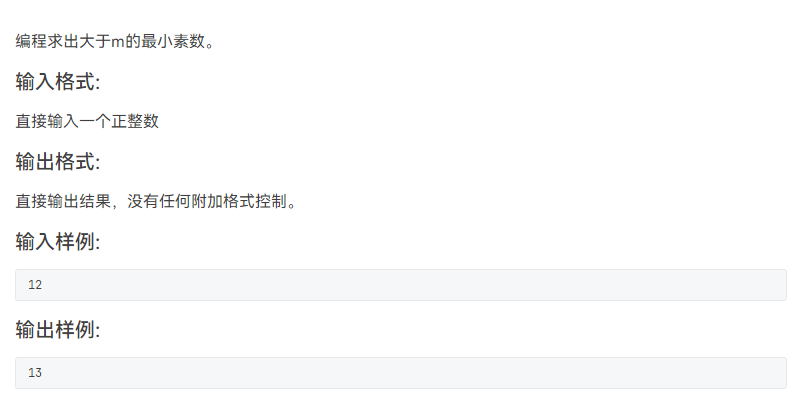 编程求出大于m的最小素数。
输入格式:
直接输入一个正整数
输出格式:
直接输出结果，没有任何附加格式控制。
输入样例:
12
输出样例:
13